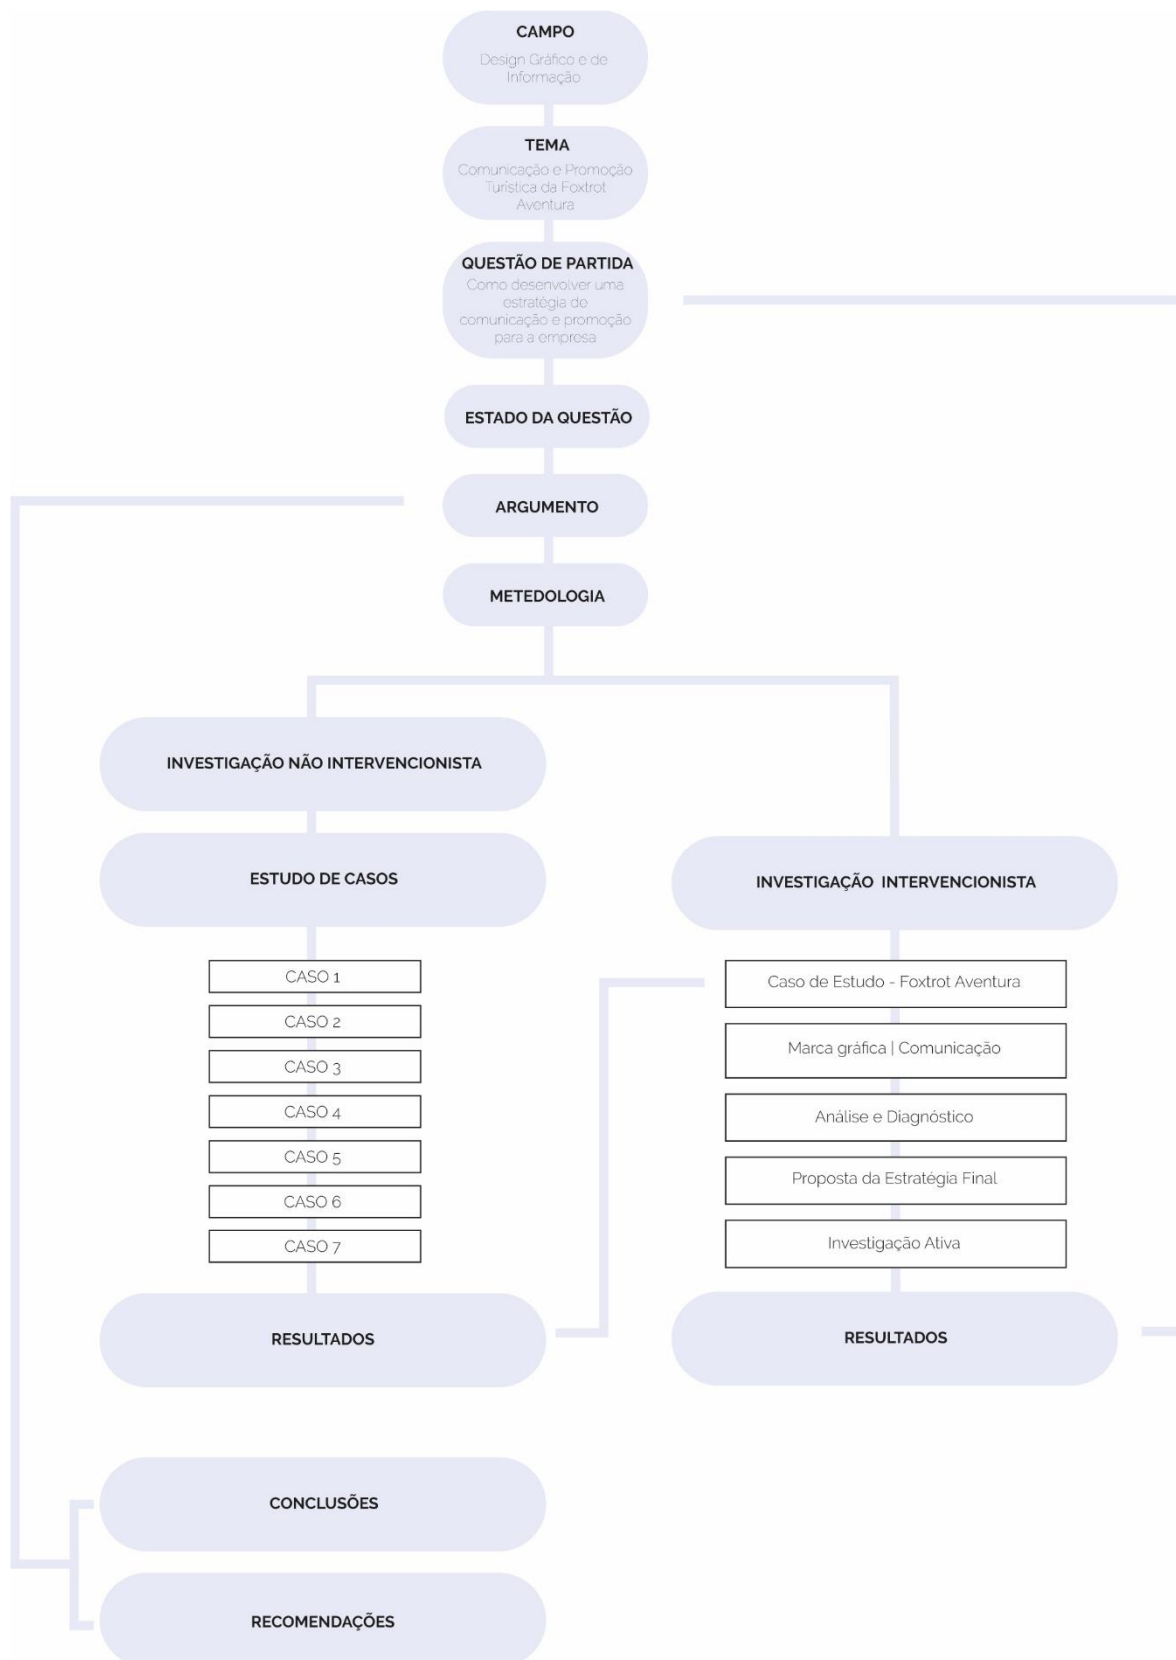 CAMPO
Design Gráfico e de
Informação
TEMA
Comunicação e Promoção
Turística da Foxtrot
Aventura
QUESTÃO DE PARTIDA
Como desenvolver uma
estratégia de
comunicação e promoção
para a empresa
ESTADO DA QUESTÃO
ARGUMENTO
METEDOLOGIA
INVESTIGAÇÃO NÃO INTERVENCIONISTA
ESTUDO DE CASOS
CASO 1
CASO 2
CASO 3
CASO 4
CASO 5
CASO 6
CASO 7
RESULTADOS
INVESTIGAÇÃO INTERVENCIONISTA
Caso de Estudo - Foxtrot Aventura
Marca gráfica | Comunicação
Análise e Diagnóstico
Proposta da Estratégia Final
Investigação Ativa
RESULTADOS
CONCLUSÕES
RECOMENDAÇÕES